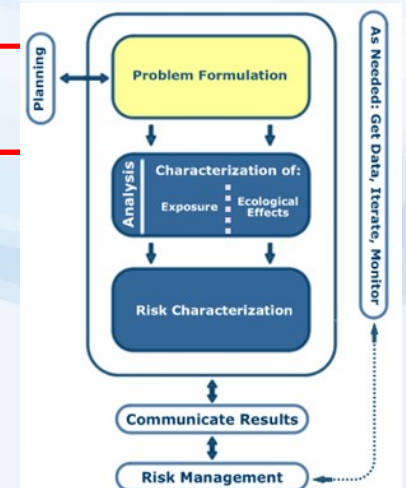 Planning
Problem Formulation
Analysis
Characterization of:
Exposure
Ecological
Effects
Risk Characterization
Communicate Results
Risk Management
As Needed: Get Data, Iterate, Monitor